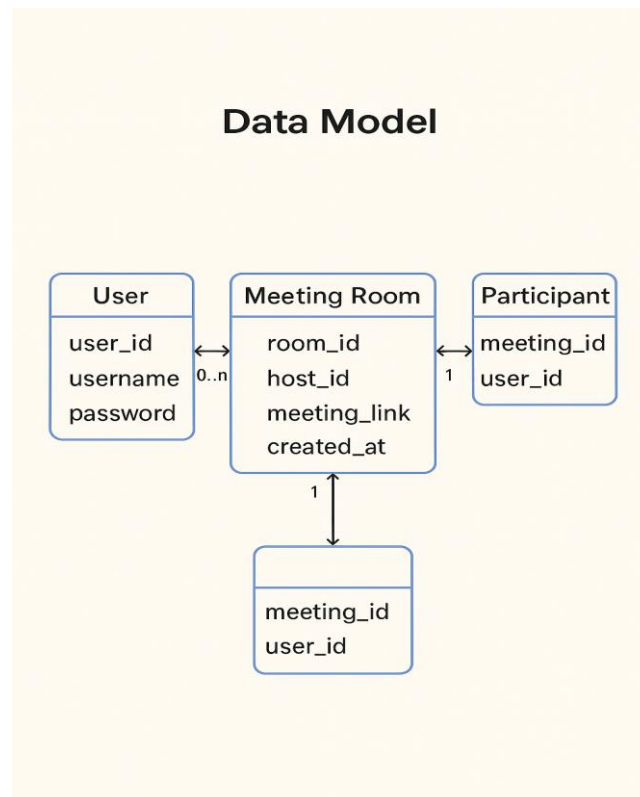 Data Model
User
user_id
username
password
0..n
Meeting Room
room_id
host_id
meeting_link
created_at
1
Participant
meeting_id
user_id
1
meeting_id
user_id